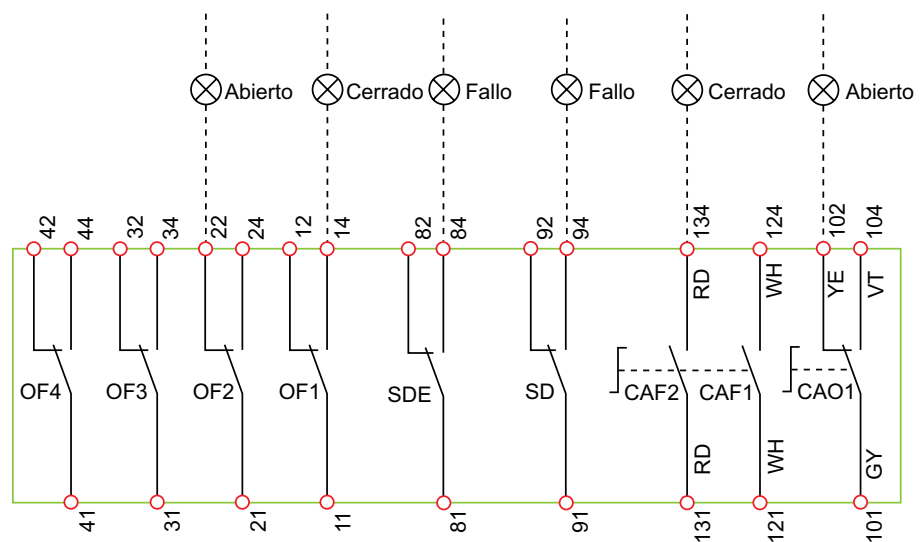 Abierto
Cerrado
Fallo
Fallo
Cerrado
Abierto
42
44
32
34
22
24
12
14
82
84
92
94
134
124
102
104
RD
WH
YE
VT
OF4
OF3
OF2
OF1
SDE
SD
CAF2
CAF1
CAO1
RD
WH
GY
41
31
21
11
81
91
131
121
101